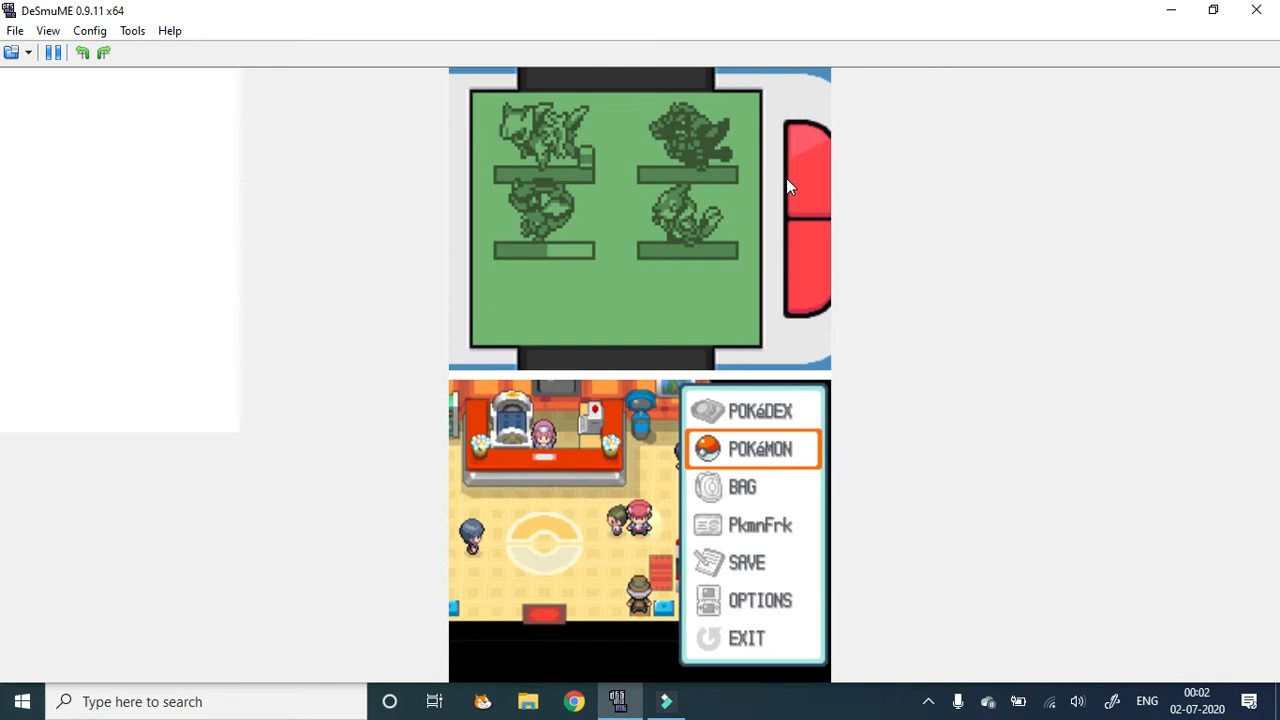 DeSmuME 0.9.11 x64
File View Config Tools Help
POKéDEX
POKéMON
BAG
PkmnFrk
SAVE
OPTIONS
EXIT
Type here to search
ENG
00:02
02-07-2020